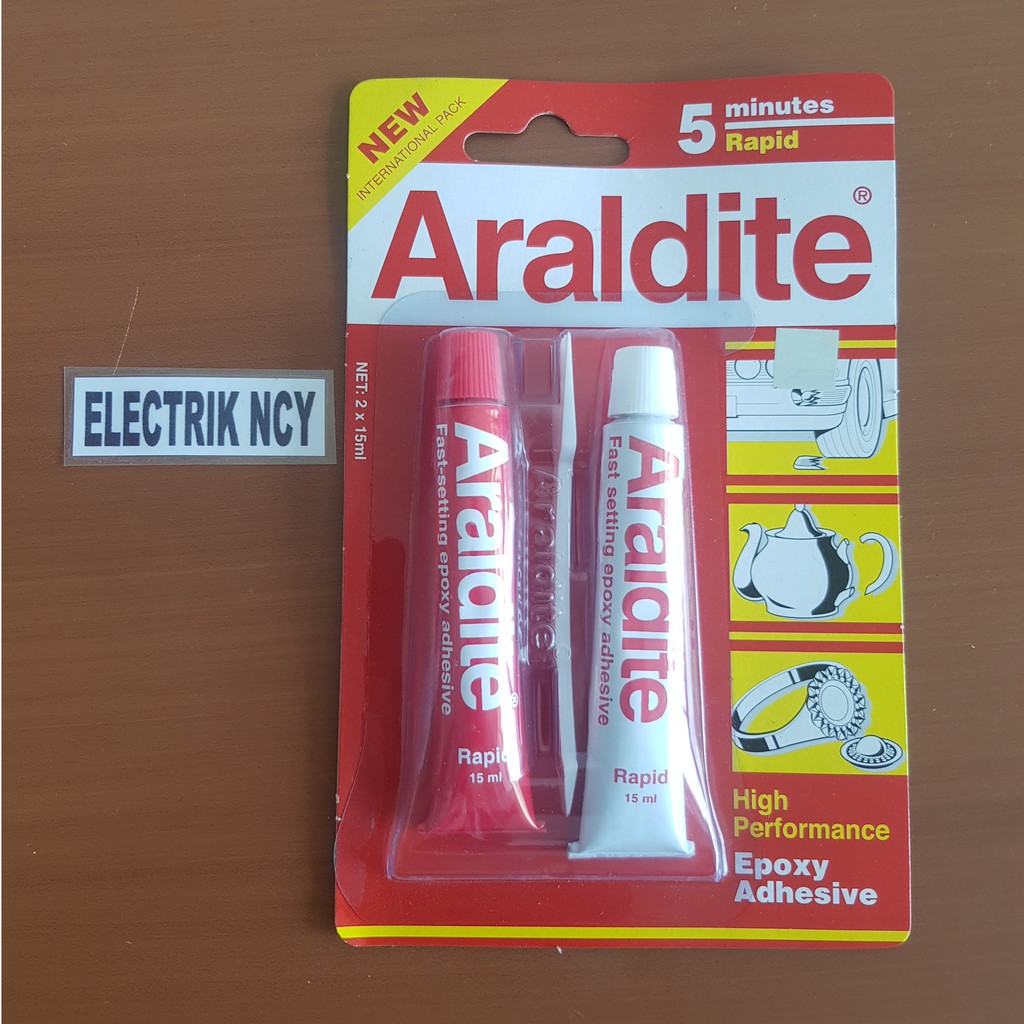 NEW
INTERNATIONAL PACK
5 minutes
Rapid
Araldite®
ELECTRIK NCY
NET: 2 x 15ml
Araldite®
Fast-setting epoxy adhesive
Rapid
15 ml
Araldite
Araldite
Fast setting epoxy adhesive
Rapid
15 ml
High
Performance
Epoxy
Adhesive